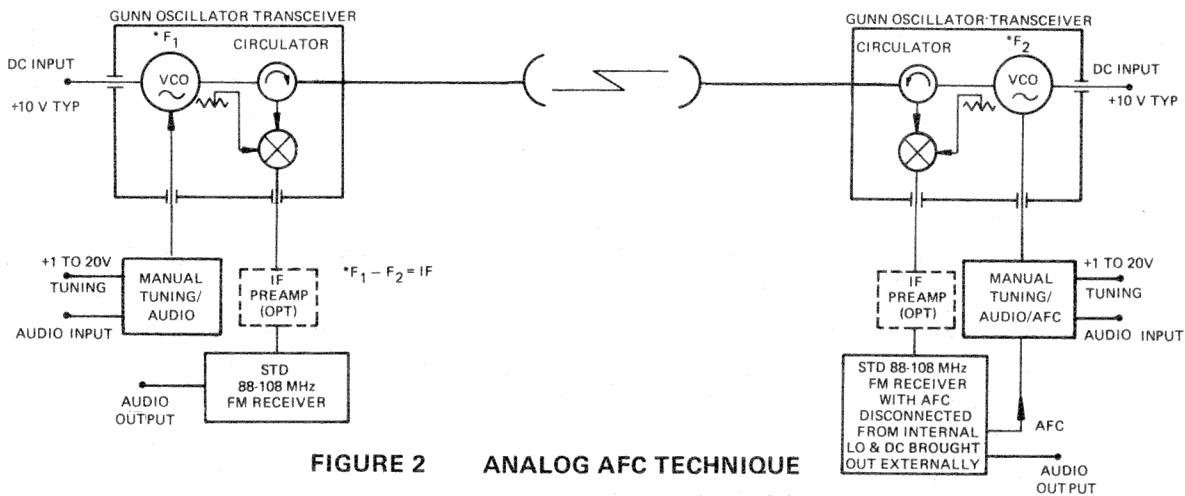 GUNN OSCILLATOR TRANSCEIVER
*F1
CIRCULATOR
DC INPUT
VCO
+10 V TYP
+1 TO 20V
TUNING
AUDIO INPUT
MANUAL
TUNING/
AUDIO
IF
PREAMP
(OPT)
*F1 – F2 = IF
STD
88-108 MHz
FM RECEIVER
AUDIO
OUTPUT
GUNN OSCILLATOR TRANSCEIVER
CIRCULATOR
*F2
VCO
DC INPUT
+10 V TYP
IF
PREAMP
(OPT)
MANUAL
TUNING/
AUDIO/AFC
+1 TO 20V
TUNING
AUDIO INPUT
STD 88-108 MHz
FM RECEIVER
WITH AFC
DISCONNECTED
FROM INTERNAL
LO & DC BROUGHT
OUT EXTERNALLY
AFC
AUDIO
OUTPUT
FIGURE 2 ANALOG AFC TECHNIQUE